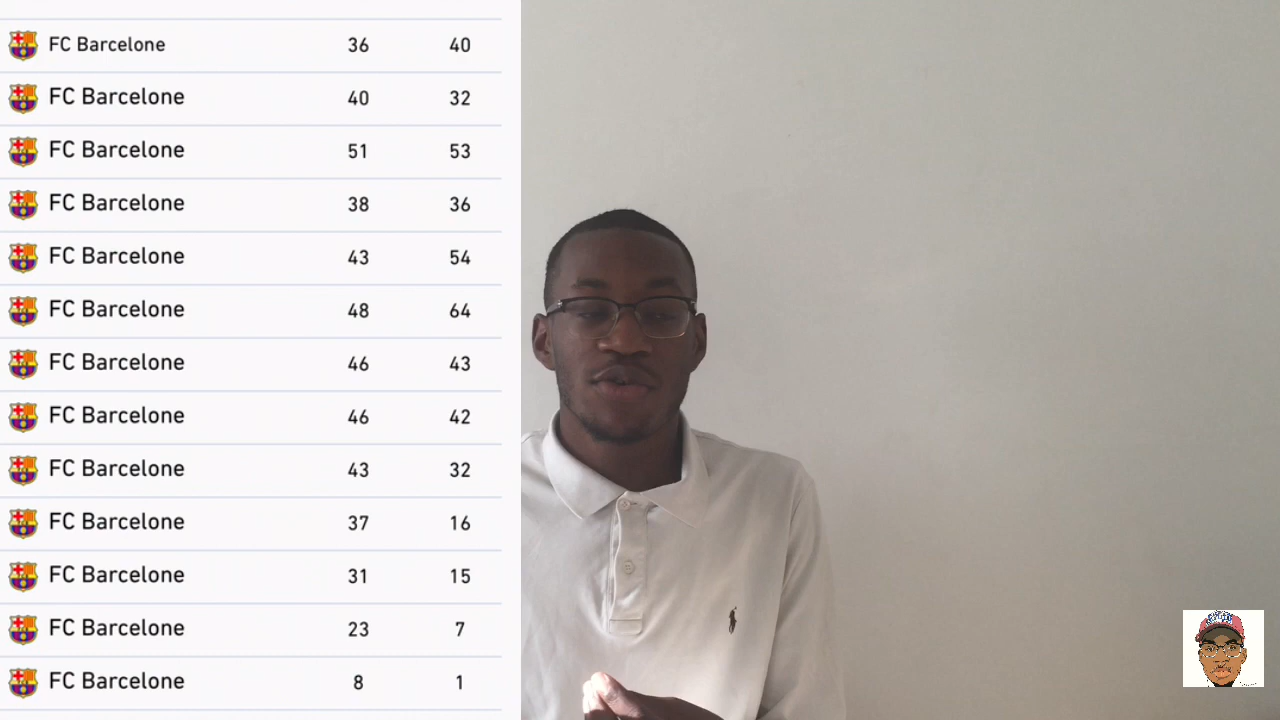 FC Barcelone 36 40
FC Barcelone 40 32
FC Barcelone 51 53
FC Barcelone 38 36
FC Barcelone 43 54
FC Barcelone 48 64
FC Barcelone 46 43
FC Barcelone 46 42
FC Barcelone 43 32
FC Barcelone 37 16
FC Barcelone 31 15
FC Barcelone 23 7
FC Barcelone 8 1